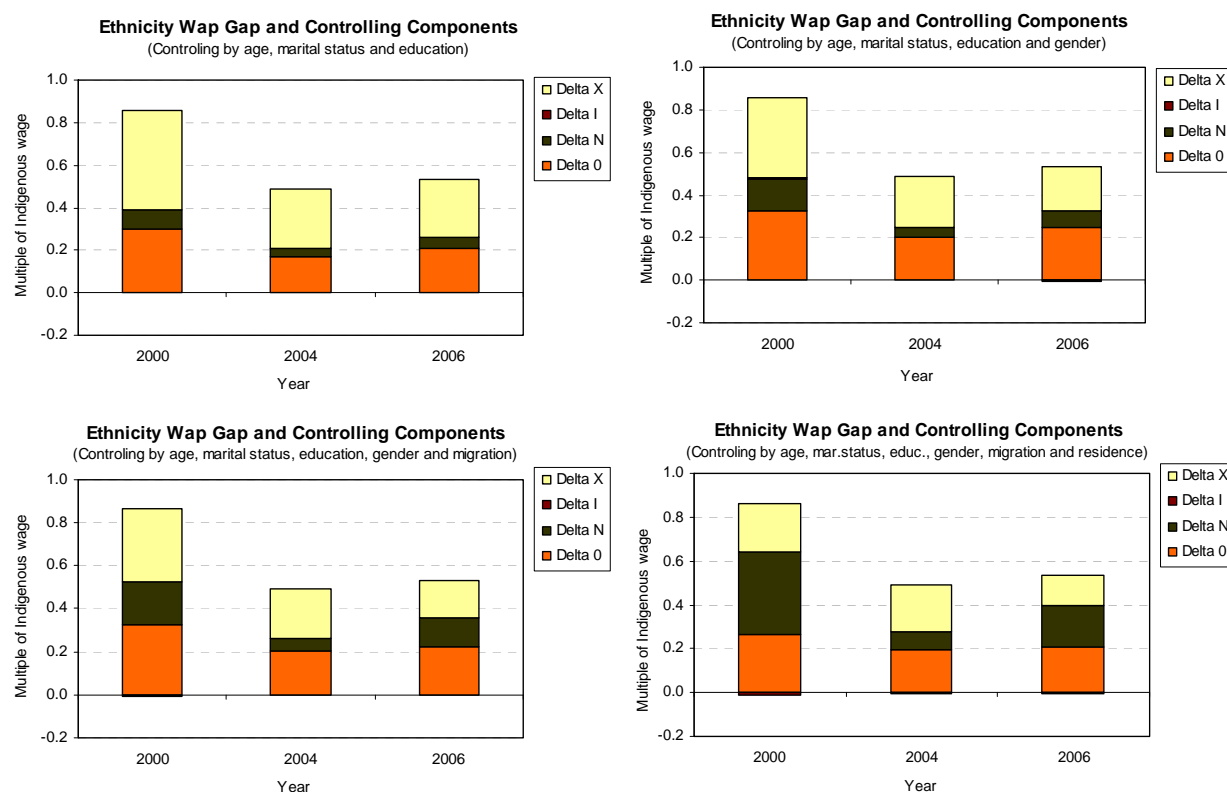 Ethnicity Wap Gap and Controlling Components
(Controling by age, marital status and education)
Multiple of Indigenous wage
1.0
0.8
0.6
0.4
0.2
0.0
-0.2
2000
2004
2006
Year
Delta X
Delta I
Delta N
Delta 0
Ethnicity Wap Gap and Controlling Components
(Controling by age, marital status, education and gender)
Multiple of Indigenous wage
1.0
0.8
0.6
0.4
0.2
0.0
-0.2
2000
2004
2006
Year
Delta X
Delta I
Delta N
Delta 0
Ethnicity Wap Gap and Controlling Components
(Controling by age, marital status, education, gender and migration)
Multiple of Indigenous wage
1.0
0.8
0.6
0.4
0.2
0.0
-0.2
2000
2004
2006
Year
Delta X
Delta I
Delta N
Delta 0
Ethnicity Wap Gap and Controlling Components
(Controling by age, mar.status, educ., gender, migration and residence)
Multiple of Indigenous wage
1.0
0.8
0.6
0.4
0.2
0.0
-0.2
2000
2004
2006
Year
Delta X
Delta I
Delta N
Delta 0